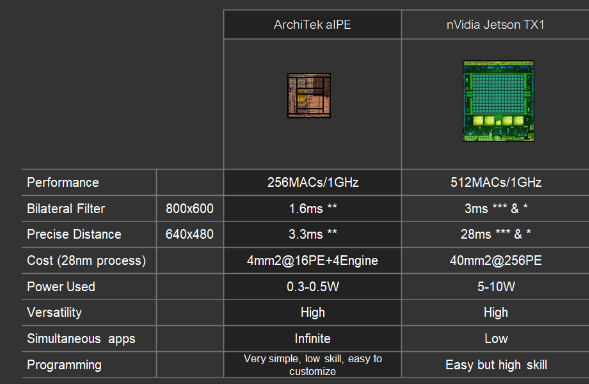 ArchiTek aIPE nVidia Jetson TX1
Performance 256MACs/1GHz 512MACs/1GHz
Bilateral Filter 800x600 1.6ms ** 3ms *** & *
Precise Distance 640x480 3.3ms ** 28ms *** & *
Cost (28nm process) 4mm2@16PE+4Engine 40mm2@256PE
Power Used 0.3-0.5W 5-10W
Versatility High High
Simultaneous apps Infinite Low
Programming Very simple, low skill, easy to
customize Easy but high skill